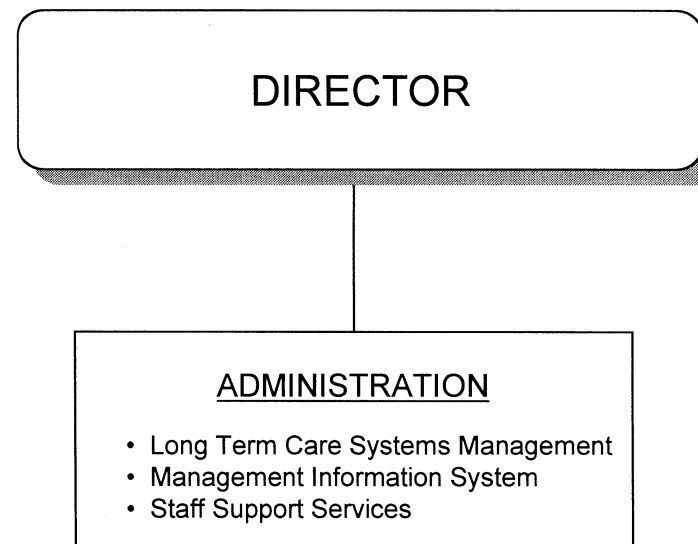 DIRECTOR
ADMINISTRATION
• Long Term Care Systems Management
• Management Information System
• Staff Support Services